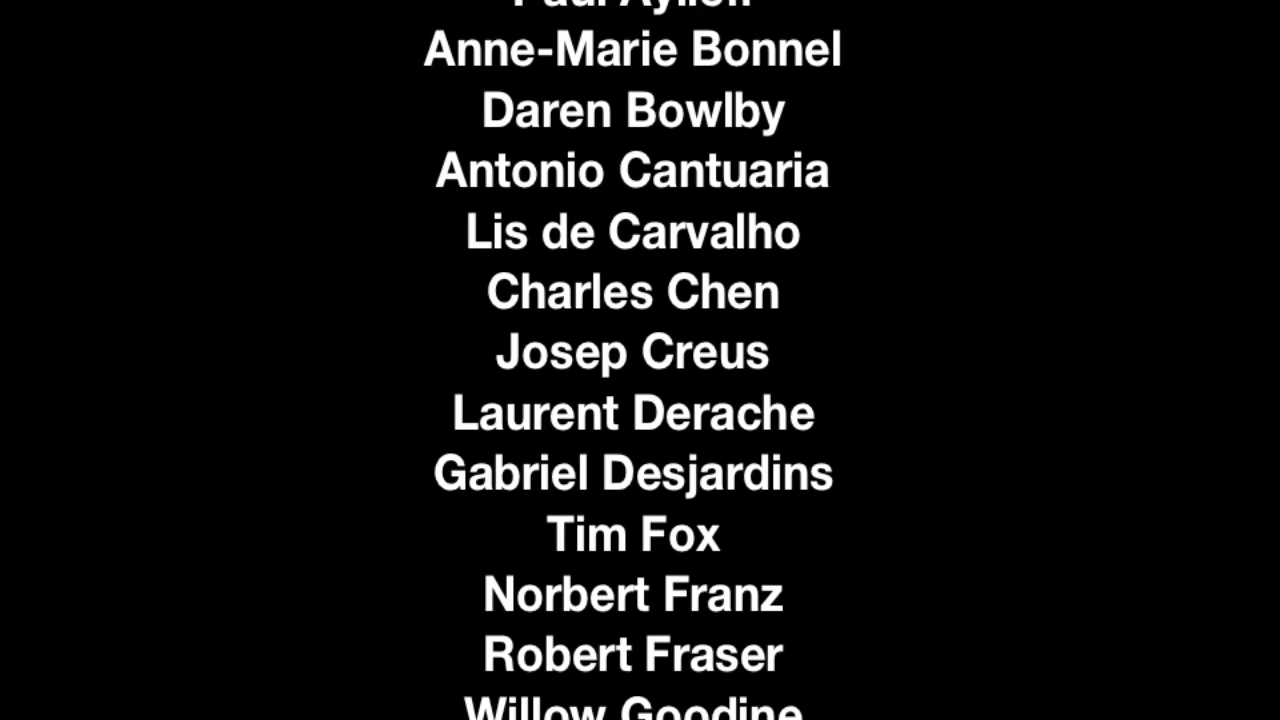 Paul
Anne-Marie Bonnel
Daren Bowlby
Antonio Cantuaria
Lis de Carvalho
Charles Chen
Josep Creus
Laurent Derache
Gabriel Desjardins
Tim Fox
Norbert Franz
Robert Fraser
Willow Goodine